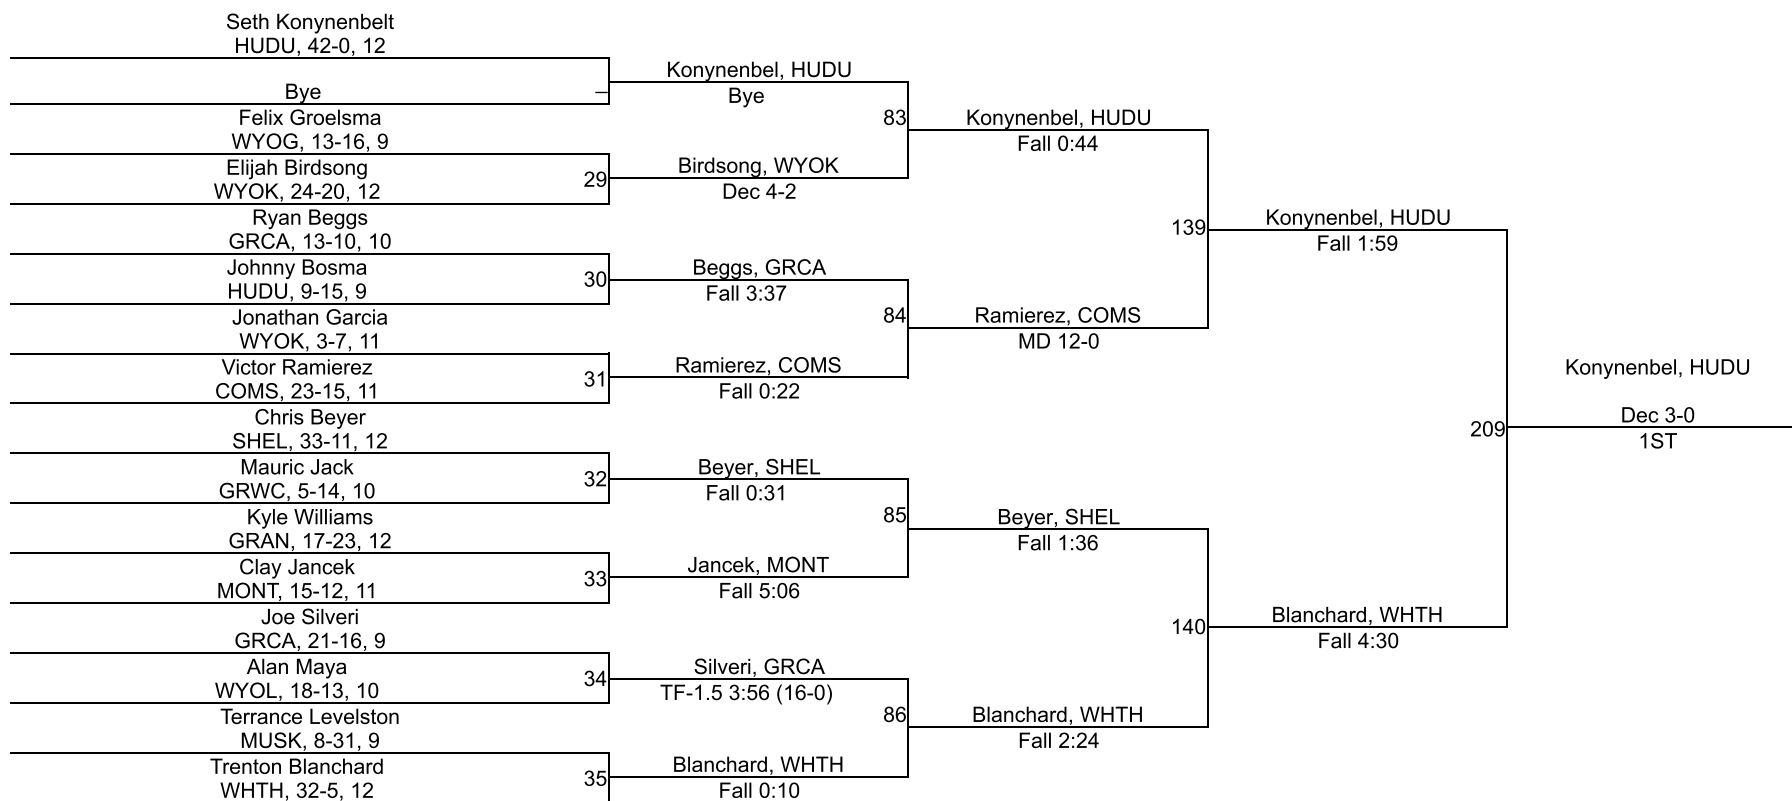 Seth Konynenbelt
HUDU, 42-0, 12
Bye
Felix Groelsma
WYOG, 13-16, 9
Elijah Birdsong
WYOK, 24-20, 12
29
Ryan Beggs
GRCA, 13-10, 10
Johnny Bosma
HUDU, 9-15, 9
30
Jonathan Garcia
WYOK, 3-7, 11
Victor Ramierez
COMS, 23-15, 11
31
Chris Beyer
SHEL, 33-11, 12
Mauric Jack
GRWC, 5-14, 10
32
Kyle Williams
GRAN, 17-23, 12
Clay Jancek
MONT, 15-12, 11
33
Joe Silveri
GRCA, 21-16, 9
Alan Maya
WYOL, 18-13, 10
34
Terrance Levelston
MUSK, 8-31, 9
Trenton Blanchard
WHTH, 32-5, 12
35
Konynenbel, HUDU
Bye
83
Birdsong, WYOK
Dec 4-2
Beggs, GRCA
Fall 3:37
84
Ramierez, COMS
Fall 0:22
Beyer, SHEL
Fall 0:31
85
Jancek, MONT
Fall 5:06
Silveri, GRCA
TF-1.5 3:56 (16-0)
86
Blanchard, WHTH
Fall 0:10
Konynenbel, HUDU
Fall 0:44
139
Ramierez, COMS
MD 12-0
Beyer, SHEL
Fall 1:36
140
Blanchard, WHTH
Fall 2:24
Konynenbel, HUDU
Fall 1:59
209
Blanchard, WHTH
Fall 4:30
Konynenbel, HUDU
Dec 3-0
1ST